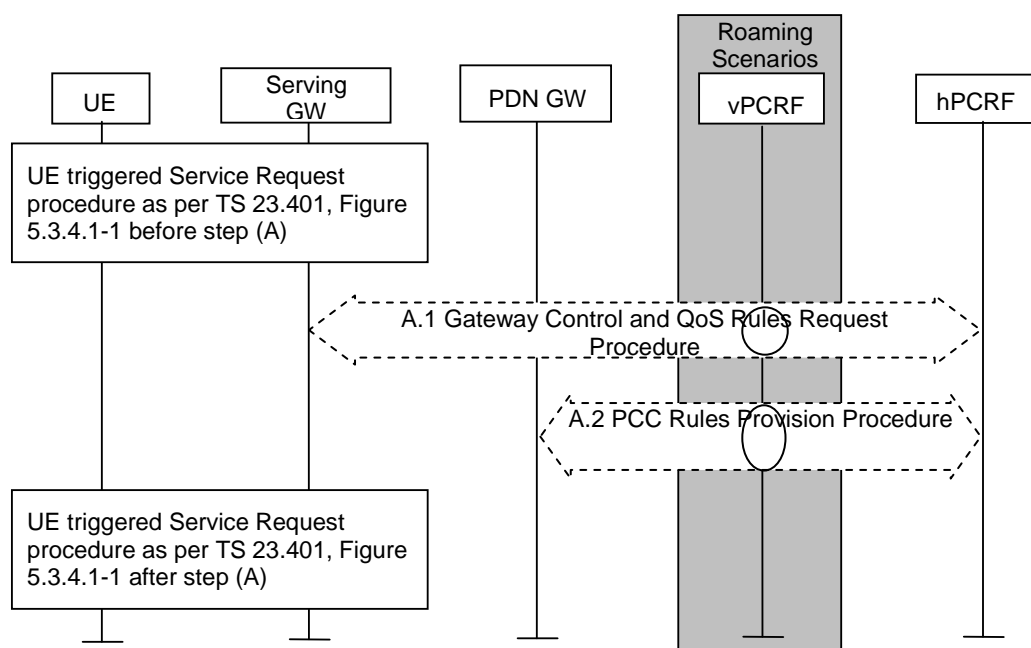 Roaming
Scenarios
UE
Serving
GW
PDN GW
vPCRF
hPCRF
UE triggered Service Request
procedure as per TS 23.401, Figure
5.3.4.1-1 before step (A)
A.1 Gateway Control and QoS Rules Request
Procedure
A.2 PCC Rules Provision Procedure
UE triggered Service Request
procedure as per TS 23.401, Figure
5.3.4.1-1 after step (A)